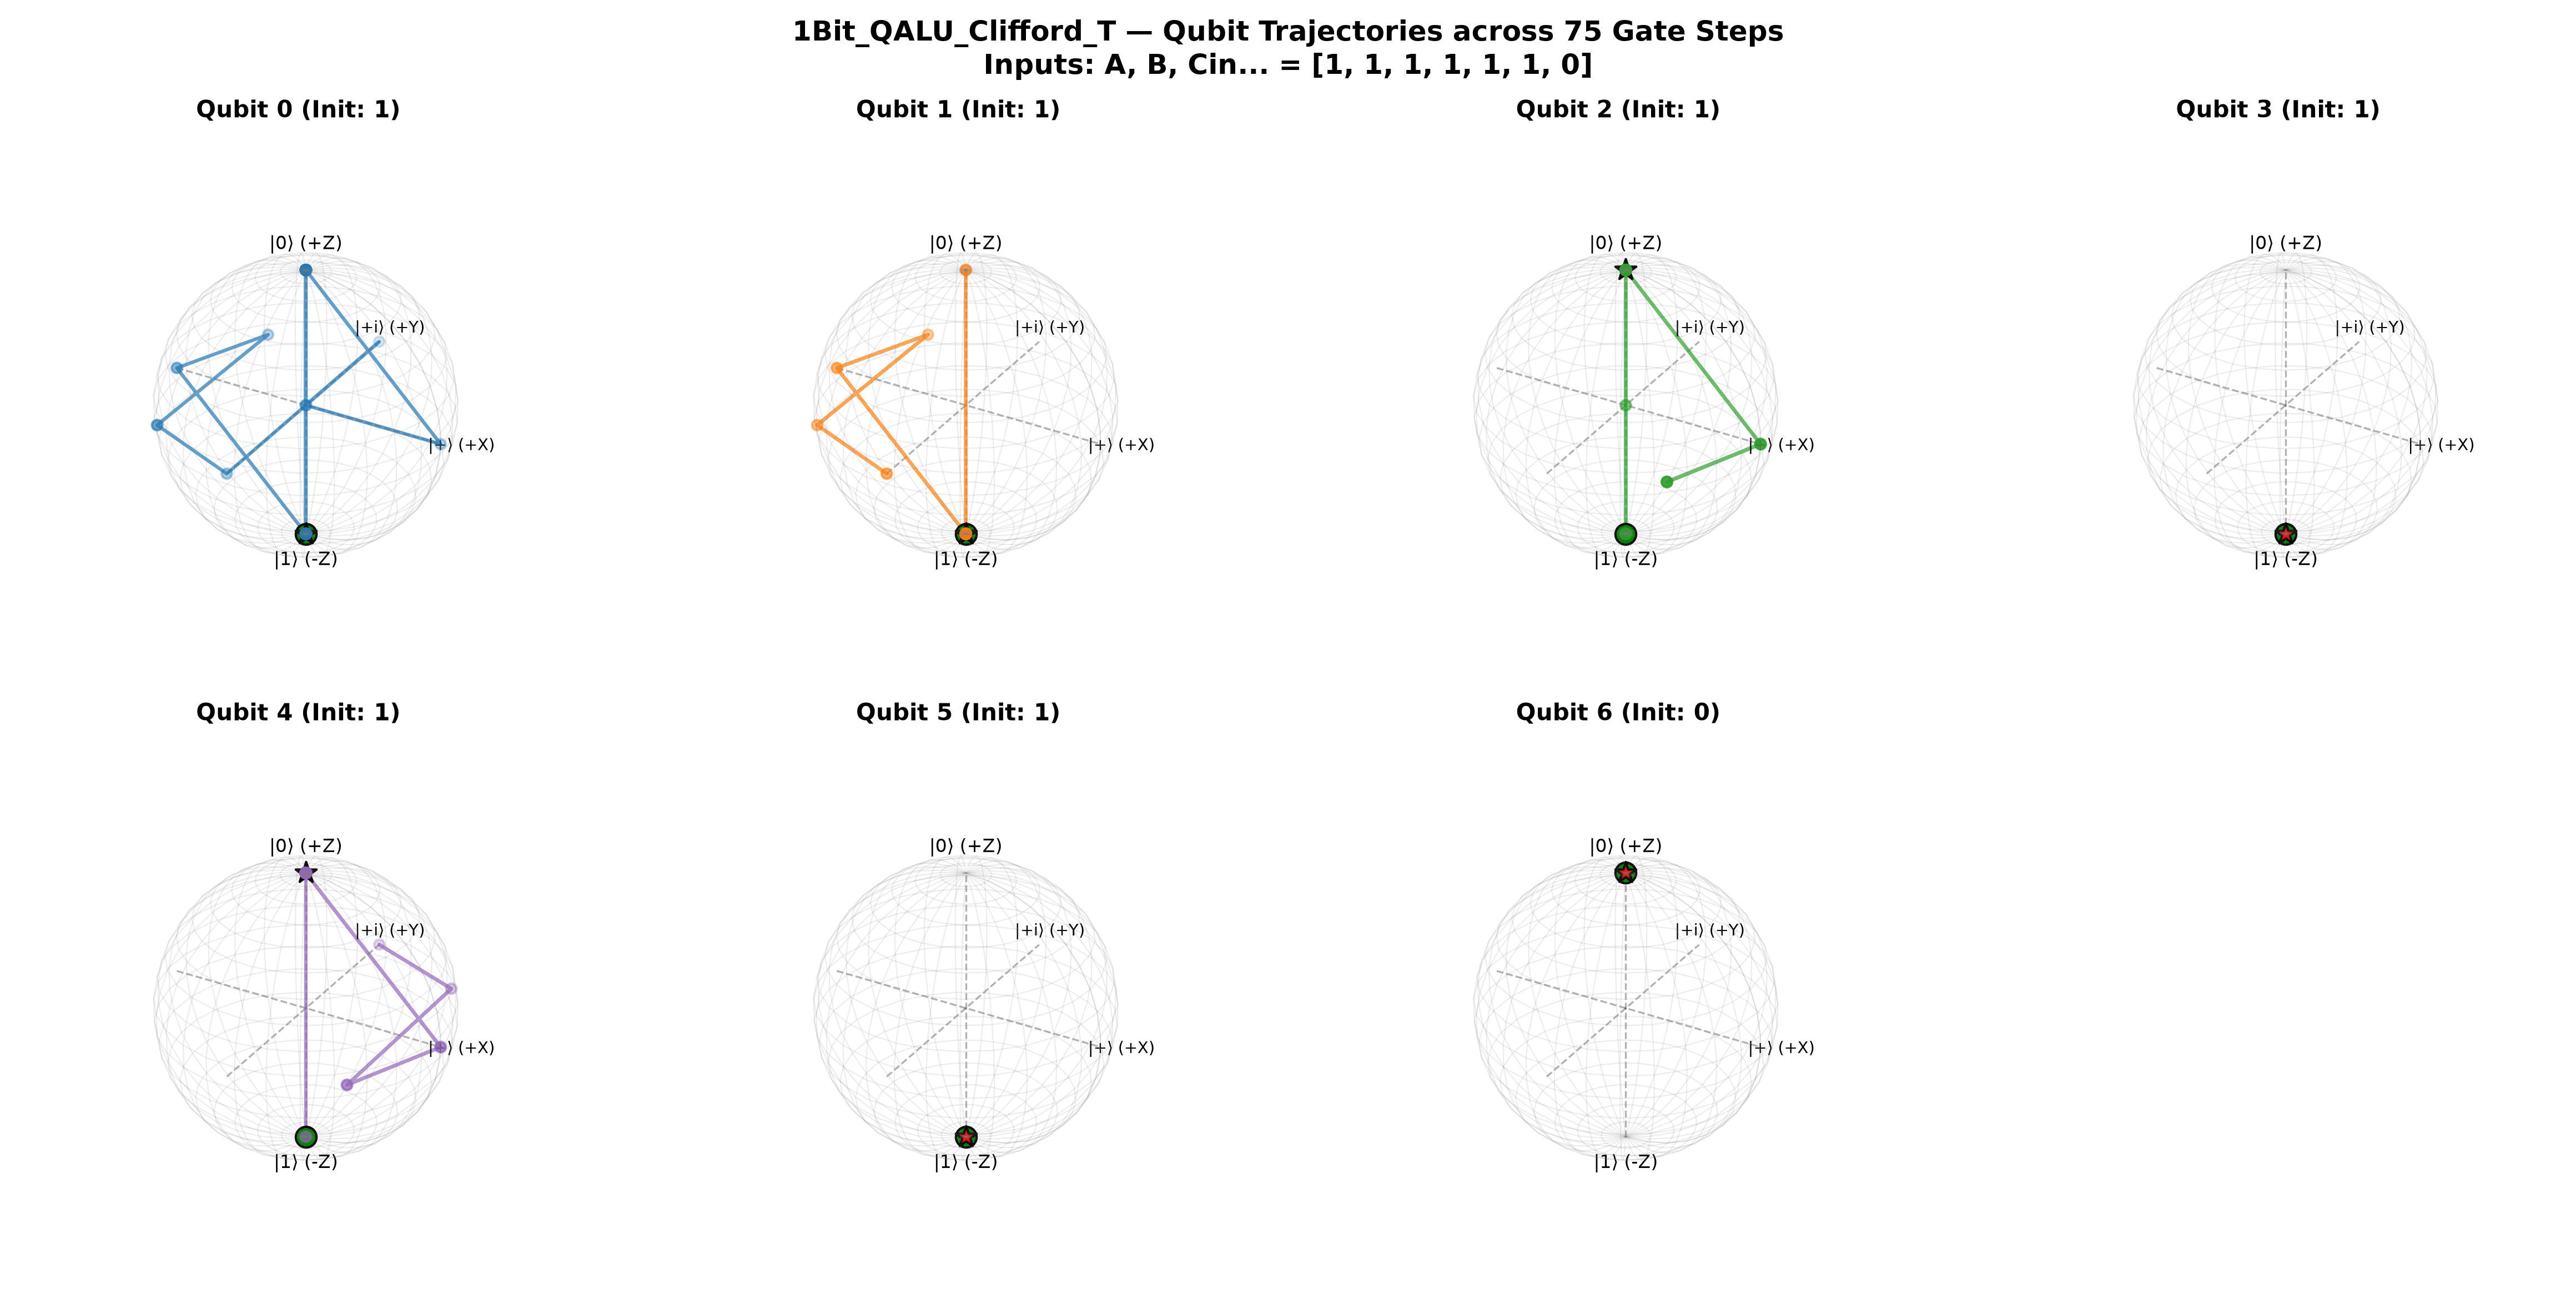 1Bit_QALU_Clifford_T — Qubit Trajectories across 75 Gate Steps
Inputs: A, B, Cin... = [1, 1, 1, 1, 1, 1, 0]
Qubit 0 (Init: 1)
|0⟩ (+Z)
|+i⟩ (+Y)
|+⟩ (+X)
|1⟩ (-Z)
Qubit 1 (Init: 1)
|0⟩ (+Z)
|+i⟩ (+Y)
|+⟩ (+X)
|1⟩ (-Z)
Qubit 2 (Init: 1)
|0⟩ (+Z)
|+i⟩ (+Y)
|+⟩ (+X)
|1⟩ (-Z)
Qubit 3 (Init: 1)
|0⟩ (+Z)
|+i⟩ (+Y)
|+⟩ (+X)
|1⟩ (-Z)
Qubit 4 (Init: 1)
|0⟩ (+Z)
|+i⟩ (+Y)
|+⟩ (+X)
|1⟩ (-Z)
Qubit 5 (Init: 1)
|0⟩ (+Z)
|+i⟩ (+Y)
|+⟩ (+X)
|1⟩ (-Z)
Qubit 6 (Init: 0)
|0⟩ (+Z)
|+i⟩ (+Y)
|+⟩ (+X)
|1⟩ (-Z)